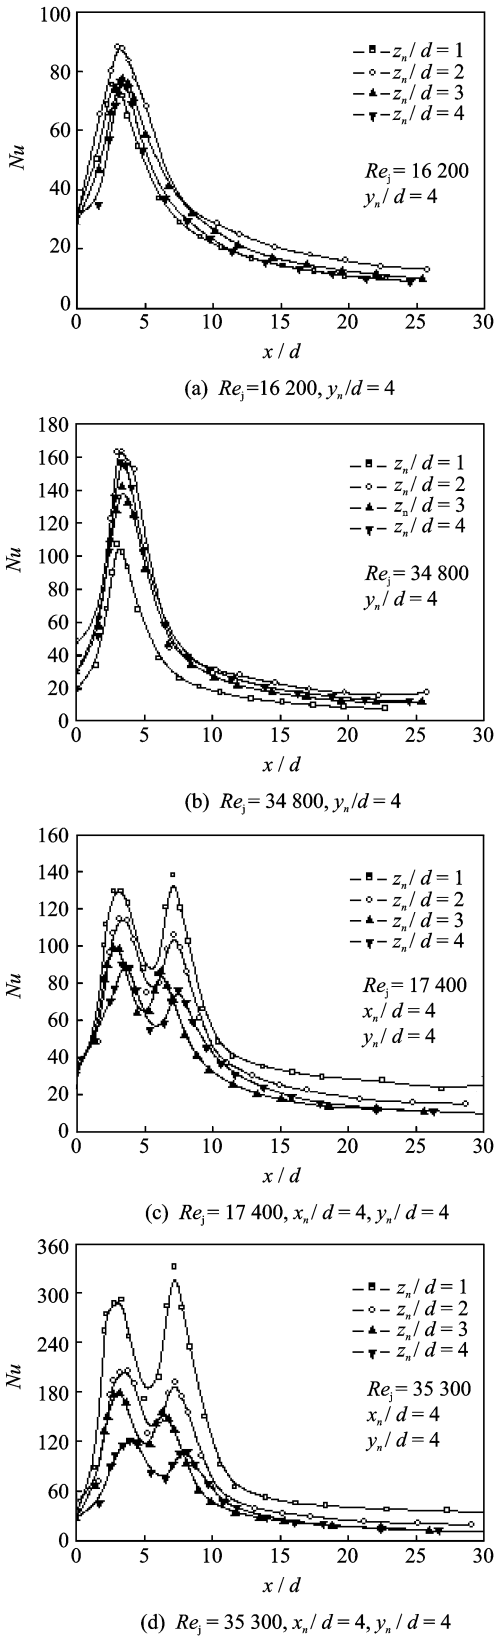 100
80
60
40
20
0
Nu
z_n / d = 1
z_n / d = 2
z_n / d = 3
z_n / d = 4
Re_j = 16 200
y_n / d = 4
0 5 10 15 20 25 30
x / d
(a) Re_j =16 200, y_n /d = 4
180
160
140
120
100
80
60
40
20
0
Nu
z_n / d = 1
z_n / d = 2
z_n / d = 3
z_n / d = 4
Re_j = 34 800
y_n / d = 4
0 5 10 15 20 25 30
x / d
(b) Re_j = 34 800, y_n /d = 4
160
140
120
100
80
60
40
20
0
Nu
z_n / d = 1
z_n / d = 2
z_n / d = 3
z_n / d = 4
Re_j = 17 400
x_n / d = 4
y_n / d = 4
0 5 10 15 20 25 30
x / d
(c) Re_j = 17 400, x_n / d = 4, y_n / d = 4
360
300
240
180
120
60
0
Nu
z_n / d = 1
z_n / d = 2
z_n / d = 3
z_n / d = 4
Re_j = 35 300
x_n / d = 4
y_n / d = 4
0 5 10 15 20 25 30
x / d
(d) Re_j = 35 300, x_n / d = 4, y_n / d = 4